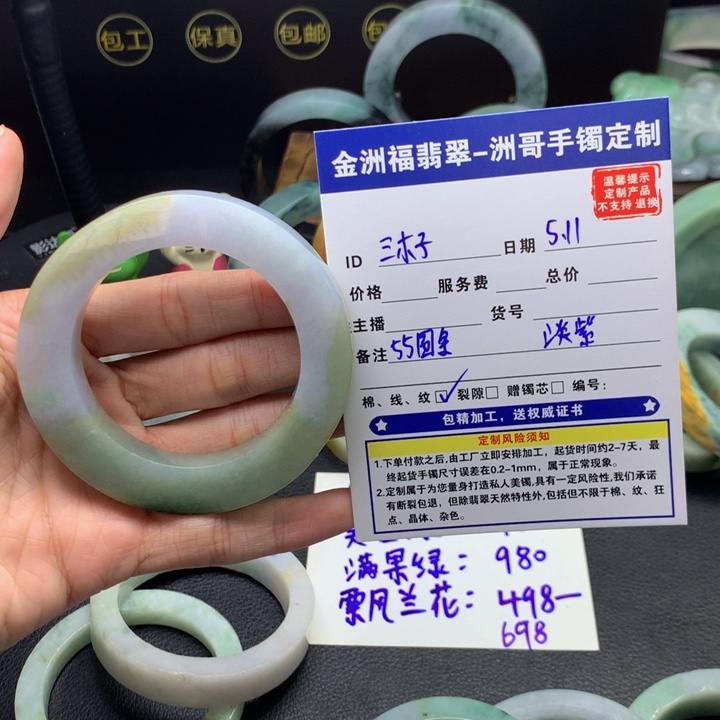 包工 保真 包邮 包
金洲福翡翠-洲哥手镯定制
温馨提示
定制产品
不支持 退换
ID 三木子 日期 5.11
价格 服务费 总价
主播 货号
备注 55圆条 淡紫
棉、线、纹☑ 裂隙□ 赠镯芯□ 编号:
包精加工,送权威证书
定制风险须知
1.下单付款之后,由工厂立即安排加工,起货时间约2-7天,最
终起货手镯尺寸误差在0.2-1mm,属于正常现象。
2.定制属于为您量身打造私人美镯,具有一定风险性,我们承诺
有断裂包退,但除翡翠天然特性外,包括但不限于棉、纹、狂
点、晶体、杂色。
满果绿: 980
飘风兰花: 498-
698